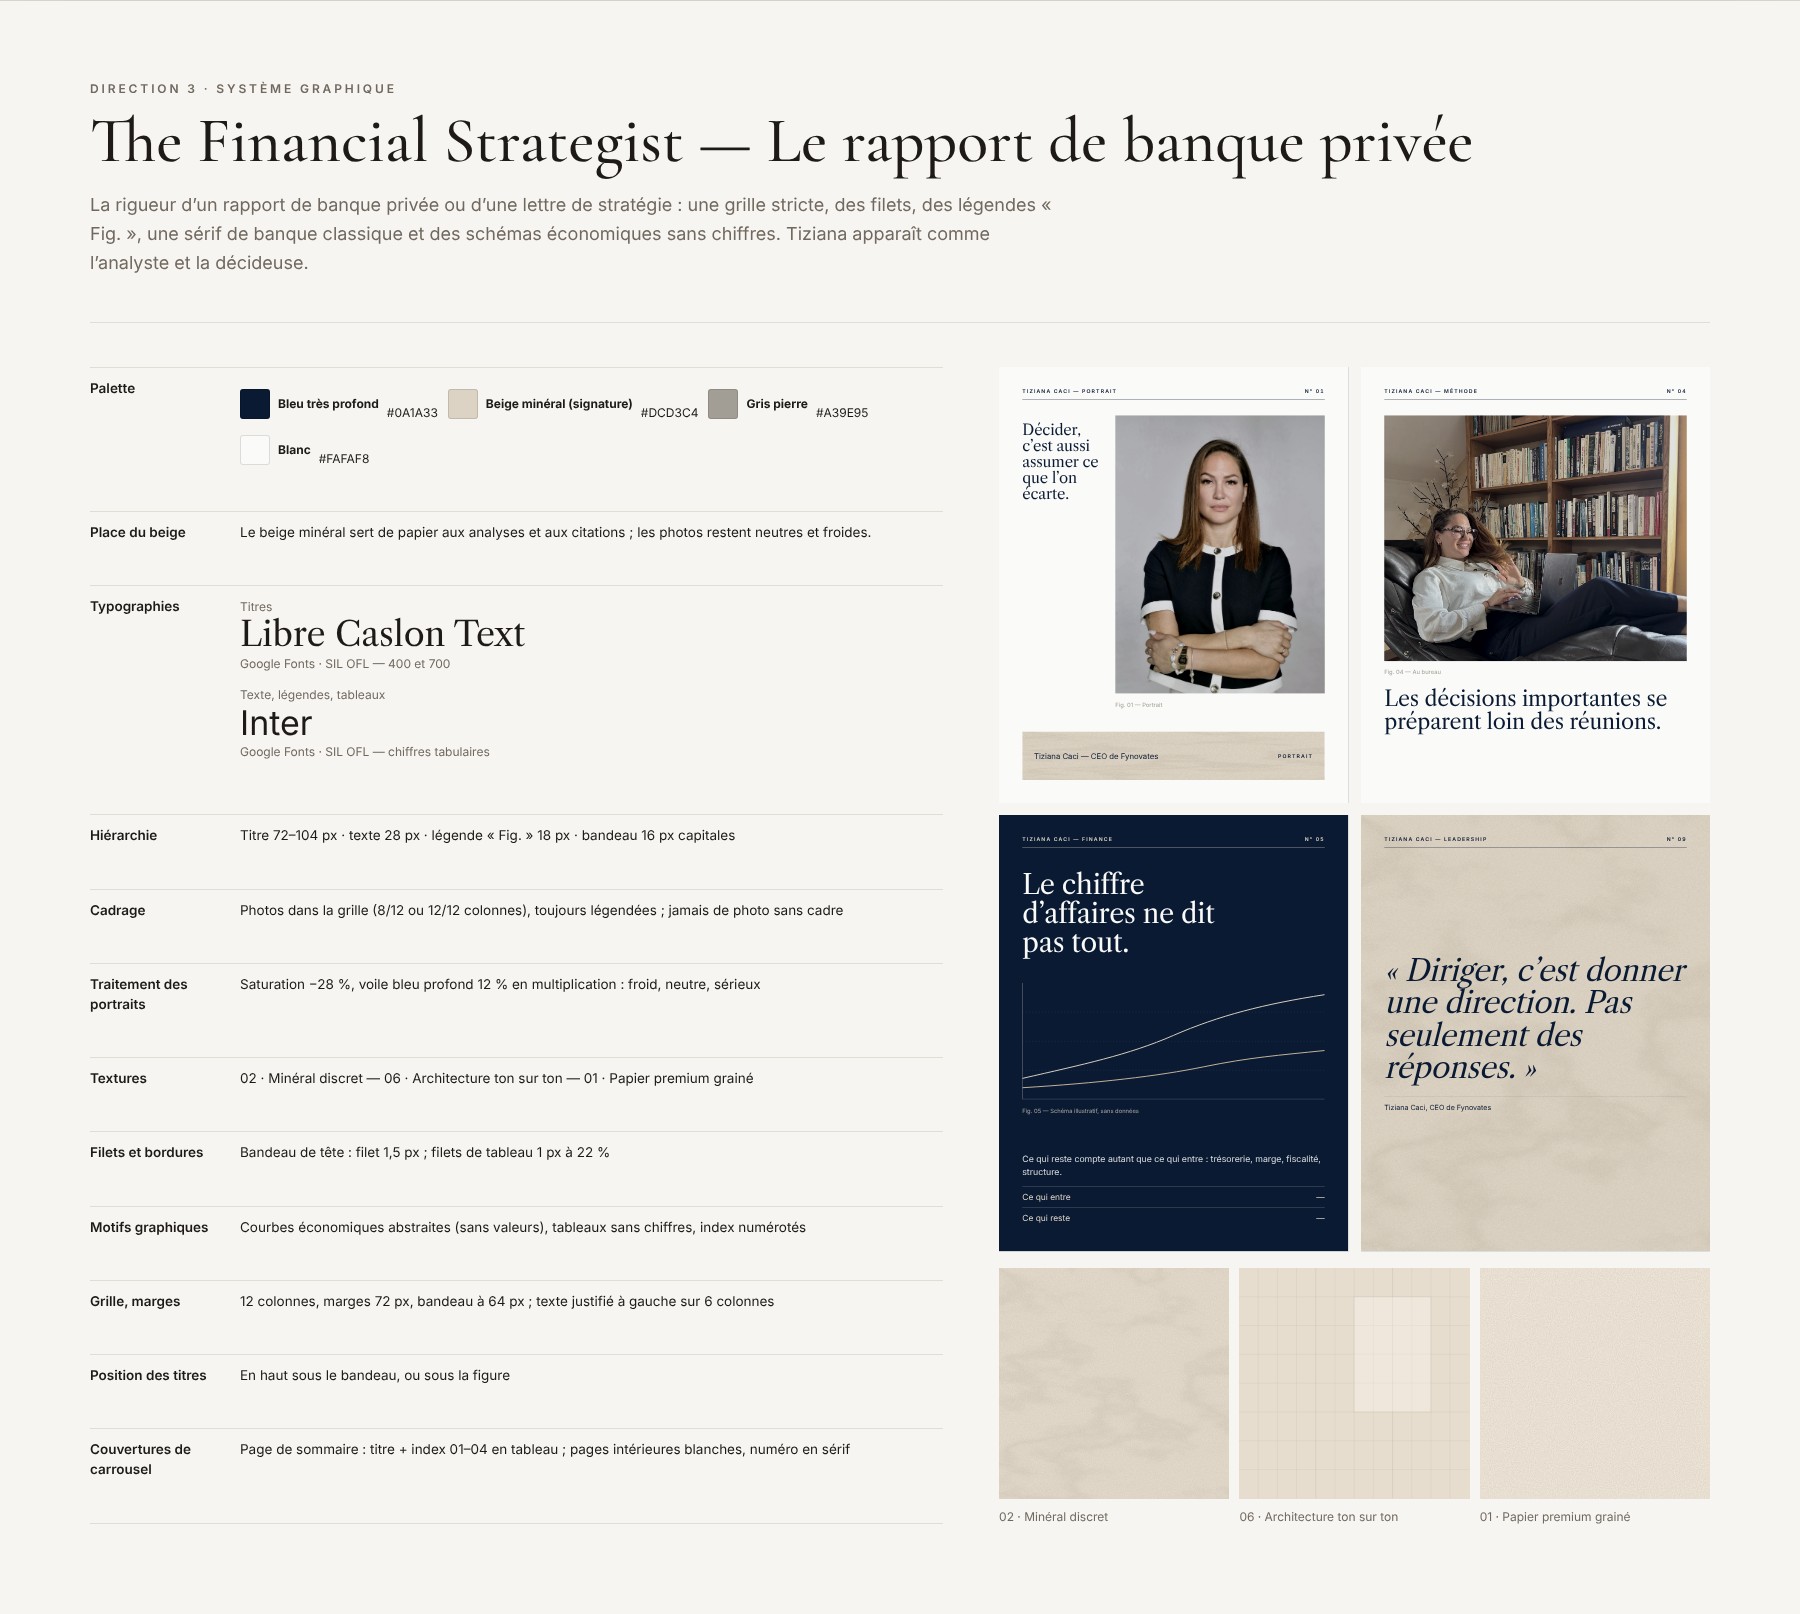 DIRECTION 3 · SYSTÈME GRAPHIQUE
The Financial Strategist — Le rapport de banque privée
La rigueur d’un rapport de banque privée ou d’une lettre de stratégie : une grille stricte, des filets, des légendes «
Fig. », une sérif de banque classique et des schémas économiques sans chiffres. Tiziana apparaît comme
l’analyste et la décideuse.
Palette
Bleu très profond #0A1A33 Beige minéral (signature) #DCD3C4 Gris pierre #A39E95
Blanc #FAFAF8
Place du beige
Le beige minéral sert de papier aux analyses et aux citations ; les photos restent neutres et froides.
Typographies
Titres
Libre Caslon Text
Google Fonts · SIL OFL — 400 et 700
Texte, légendes, tableaux
Inter
Google Fonts · SIL OFL — chiffres tabulaires
Hiérarchie
Titre 72–104 px · texte 28 px · légende « Fig. » 18 px · bandeau 16 px capitales
Cadrage
Photos dans la grille (8/12 ou 12/12 colonnes), toujours légendées ; jamais de photo sans cadre
Traitement des
portraits
Saturation −28 %, voile bleu profond 12 % en multiplication : froid, neutre, sérieux
Textures
02 · Minéral discret — 06 · Architecture ton sur ton — 01 · Papier premium grainé
Filets et bordures
Bandeau de tête : filet 1,5 px ; filets de tableau 1 px à 22 %
Motifs graphiques
Courbes économiques abstraites (sans valeurs), tableaux sans chiffres, index numérotés
Grille, marges
12 colonnes, marges 72 px, bandeau à 64 px ; texte justifié à gauche sur 6 colonnes
Position des titres
En haut sous le bandeau, ou sous la figure
Couvertures de
carrousel
Page de sommaire : titre + index 01–04 en tableau ; pages intérieures blanches, numéro en sérif
TIZIANA CACI — PORTRAIT N° 01
Décider,
c’est aussi
assumer ce
que l’on
écarte.
Fig. 01 — Portrait
Tiziana Caci — CEO de Fynovates PORTRAIT
TIZIANA CACI — MÉTHODE N° 04
Fig. 04 — Au bureau
Les décisions importantes se
préparent loin des réunions.
TIZIANA CACI — FINANCE N° 05
Le chiffre
d’affaires ne dit
pas tout.
Fig. 05 — Schéma illustratif, sans données
Ce qui reste compte autant que ce qui entre : trésorerie, marge, fiscalité,
structure.
Ce qui entre —
Ce qui reste —
TIZIANA CACI — LEADERSHIP N° 09
« Diriger, c’est donner
une direction. Pas
seulement des
réponses. »
Tiziana Caci, CEO de Fynovates
02 · Minéral discret
06 · Architecture ton sur ton
01 · Papier premium grainé